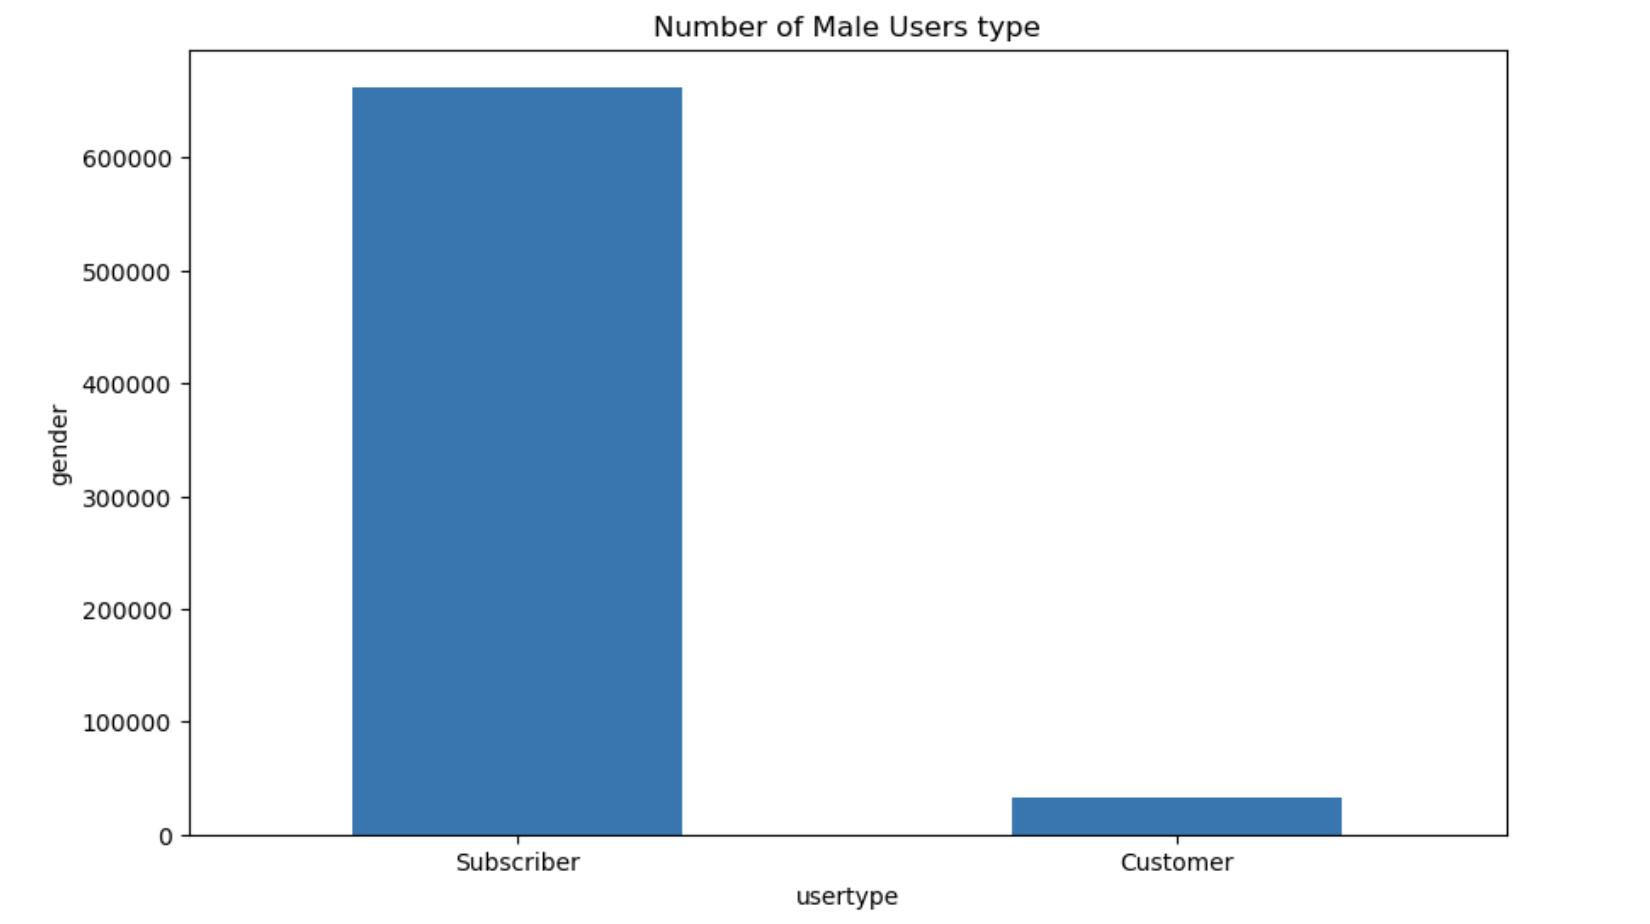 Number of Male Users type
600000
500000
400000
300000
200000
100000
0
gender
Subscriber
Customer
usertype